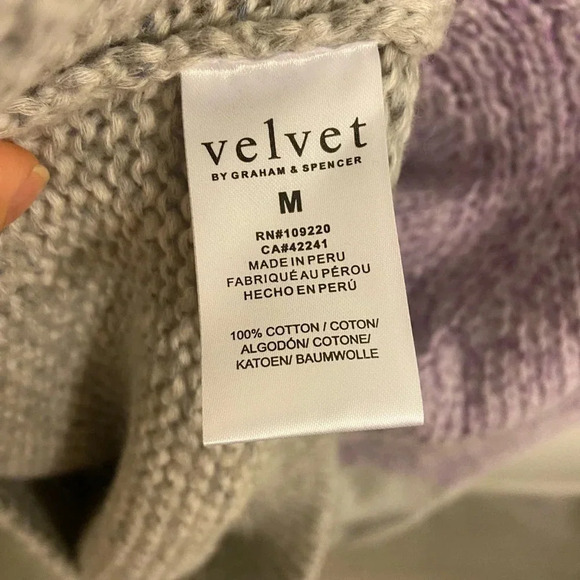 velvet
BY GRAHAM & SPENCER
M
RN#109220
CA#42241
MADE IN PERU
FABRIQUÉ AU PÉROU
HECHO EN PERÚ
100% COTTON / COTON/
ALGODÓN/ COTONE/
KATOEN/ BAUMWOLLE